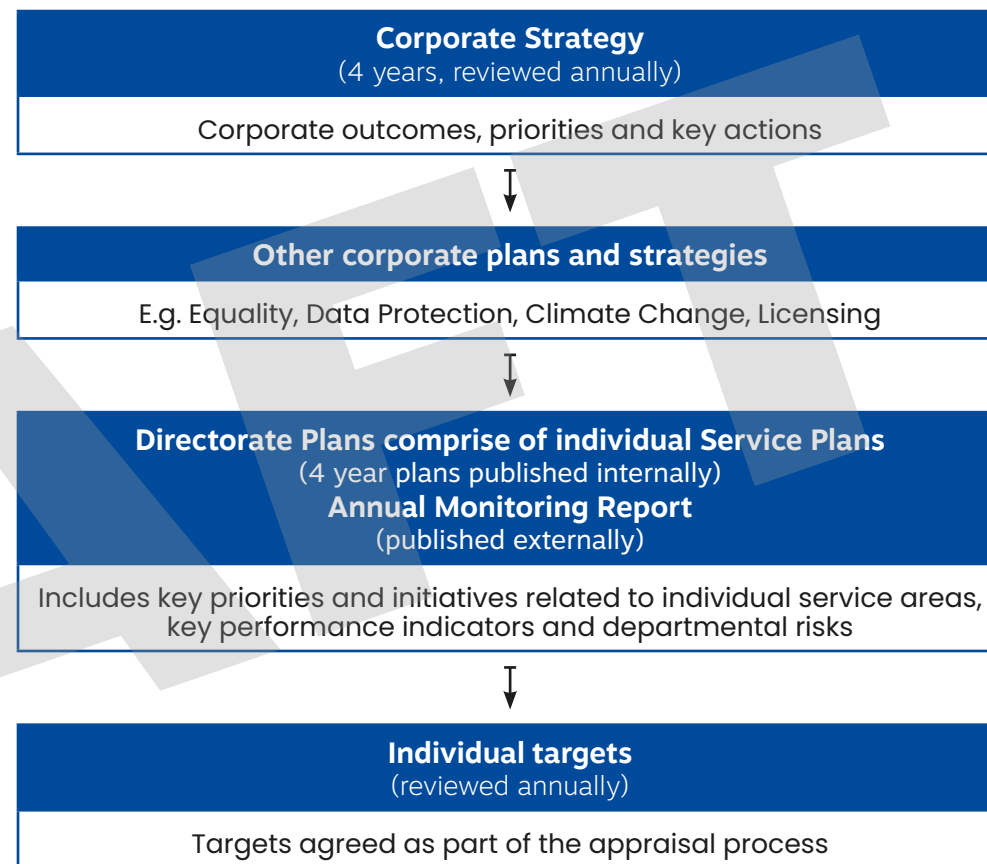 Corporate Strategy
(4 years, reviewed annually)
Corporate outcomes, priorities and key actions
Other corporate plans and strategies
E.g. Equality, Data Protection, Climate Change, Licensing
Directorate Plans comprise of individual Service Plans
(4 year plans published internally)
Annual Monitoring Report
(published externally)
Includes key priorities and initiatives related to individual service areas,
key performance indicators and departmental risks
Individual targets
(reviewed annually)
Targets agreed as part of the appraisal process
AFT